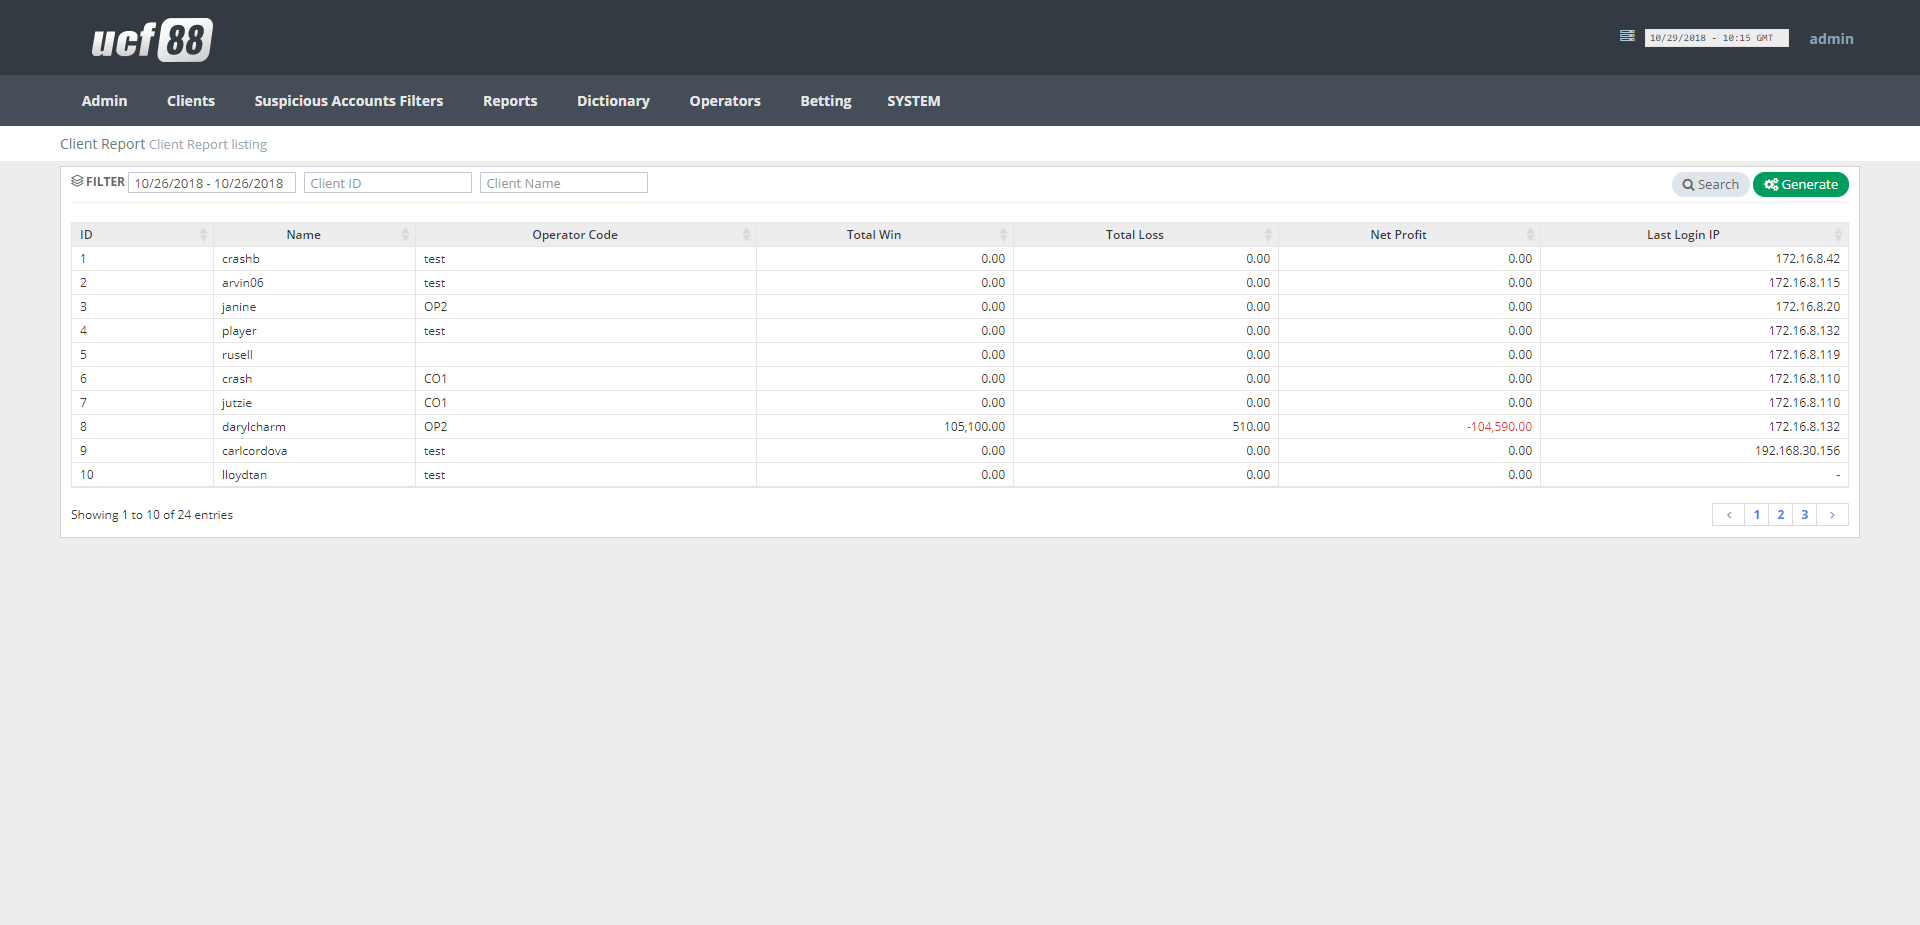 ucf 88
10/29/2018 - 10:15 GMT admin
Admin Clients Suspicious Accounts Filters Reports Dictionary Operators Betting SYSTEM
Client Report Client Report listing
FILTER 10/26/2018 - 10/26/2018 Client ID Client Name Search Generate
ID Name Operator Code Total Win Total Loss Net Profit Last Login IP
1 crashb test 0.00 0.00 0.00 172.16.8.42
2 arvin06 test 0.00 0.00 0.00 172.16.8.115
3 janine OP2 0.00 0.00 0.00 172.16.8.20
4 player test 0.00 0.00 0.00 172.16.8.132
5 rusell 0.00 0.00 0.00 172.16.8.119
6 crash CO1 0.00 0.00 0.00 172.16.8.110
7 jutzie CO1 0.00 0.00 0.00 172.16.8.110
8 darylcharm OP2 105,100.00 510.00 -104,590.00 172.16.8.132
9 carlcordova test 0.00 0.00 0.00 192.168.30.156
10 lloydtan test 0.00 0.00 0.00 -
Showing 1 to 10 of 24 entries ‹ 1 2 3 ›